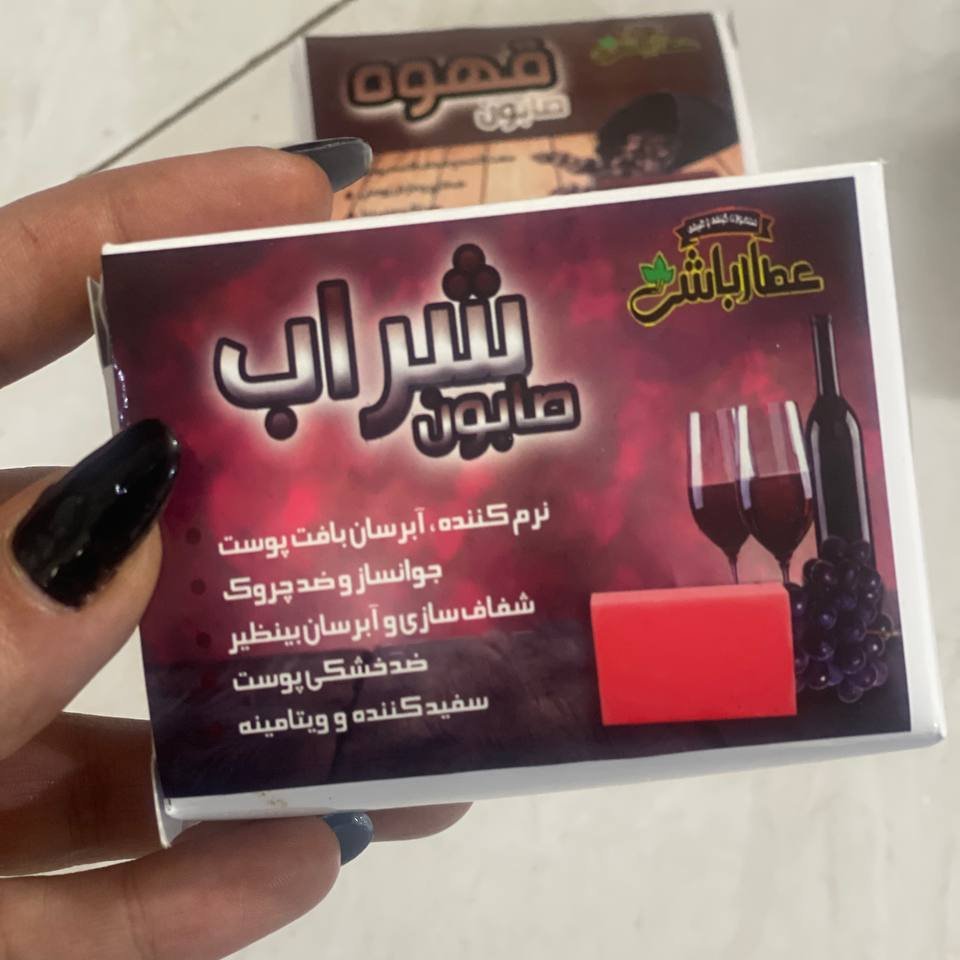 قهوه
صابون
عطارباشی
شراب
صابون
نرم کننده، آبرسان بافت پوست
جوانساز و ضد چروک
شفاف سازی و آبرسان بینظیر
ضد خشکی پوست
سفید کننده و ویتامینه